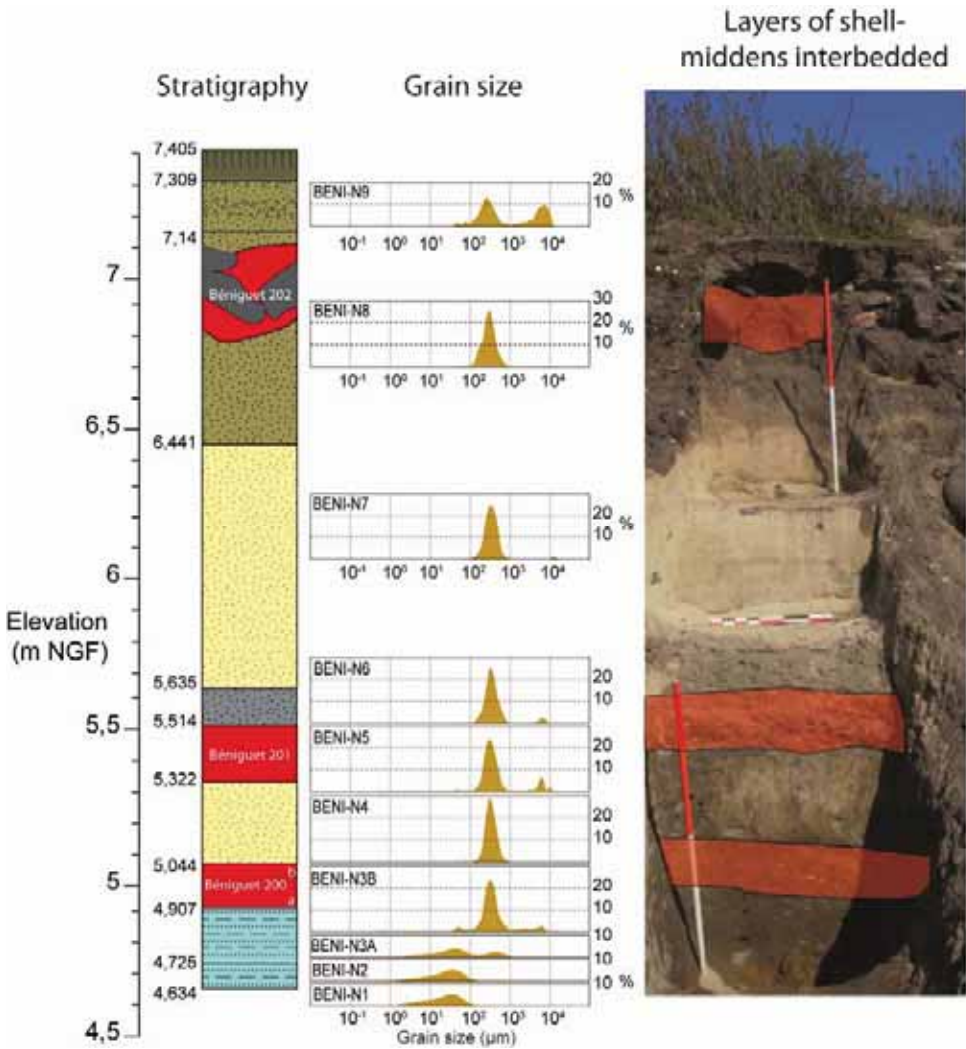 Layers of shell-
middens interbedded
Stratigraphy
Grain size
Elevation
(m NGF)
7
6,5
6
5,5
5
4,5
7,405
7,309
7,14
6,441
5,635
5,514
5,322
5,044
4,907
4,725
4,634
Béniguet 202
Béniguet 201
Béniguet 200
b
a
BENI-N9
20
10
%
10⁻¹ 10⁰ 10¹ 10² 10³ 10⁴
BENI-N8
30
20
10
%
10⁻¹ 10⁰ 10¹ 10² 10³ 10⁴
BENI-N7
20
10
%
10⁻¹ 10⁰ 10¹ 10² 10³ 10⁴
BENI-N6
20
10
BENI-N5
20
10
BENI-N4
20
10
BENI-N3B
20
10
BENI-N3A
10
BENI-N2
10 %
BENI-N1
10⁻¹ 10⁰ 10¹ 10² 10³ 10⁴
Grain size (µm)